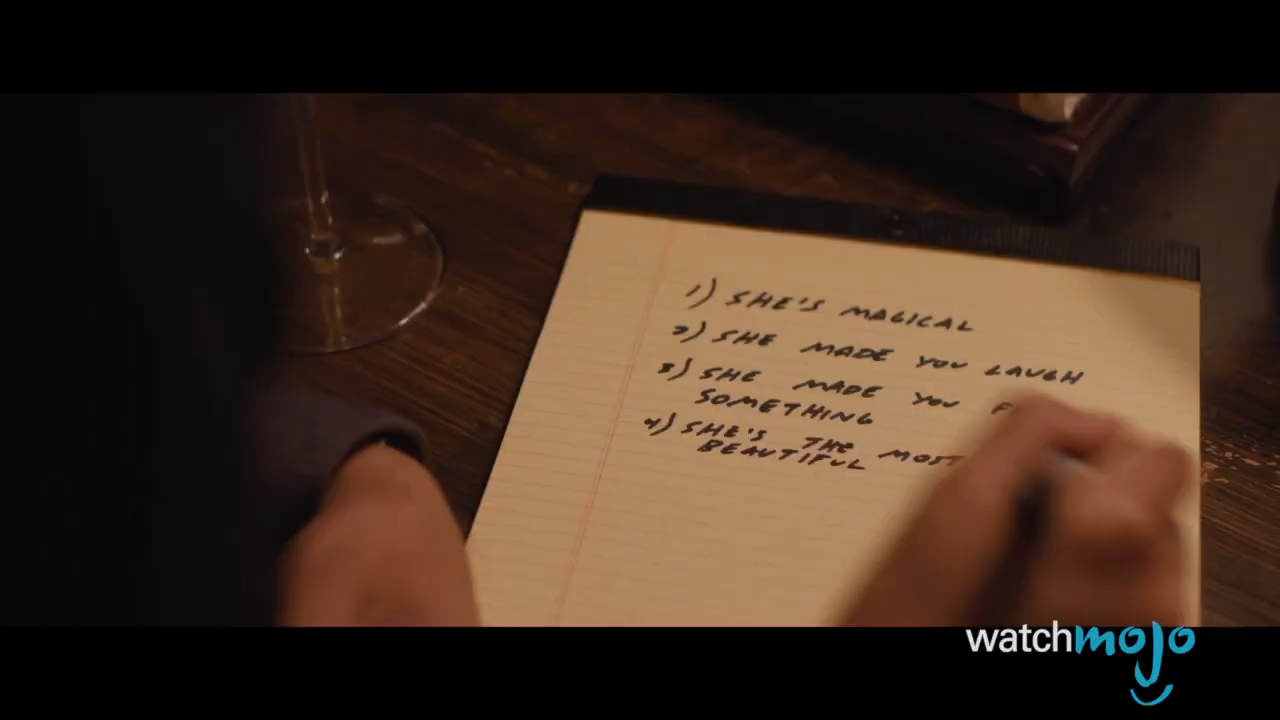 1) SHE'S MAGICAL
2) SHE MADE YOU LAUGH
3) SHE MADE YOU
SOMETHING
4) SHE'S THE MOST
BEAUTIFUL
watchmojo